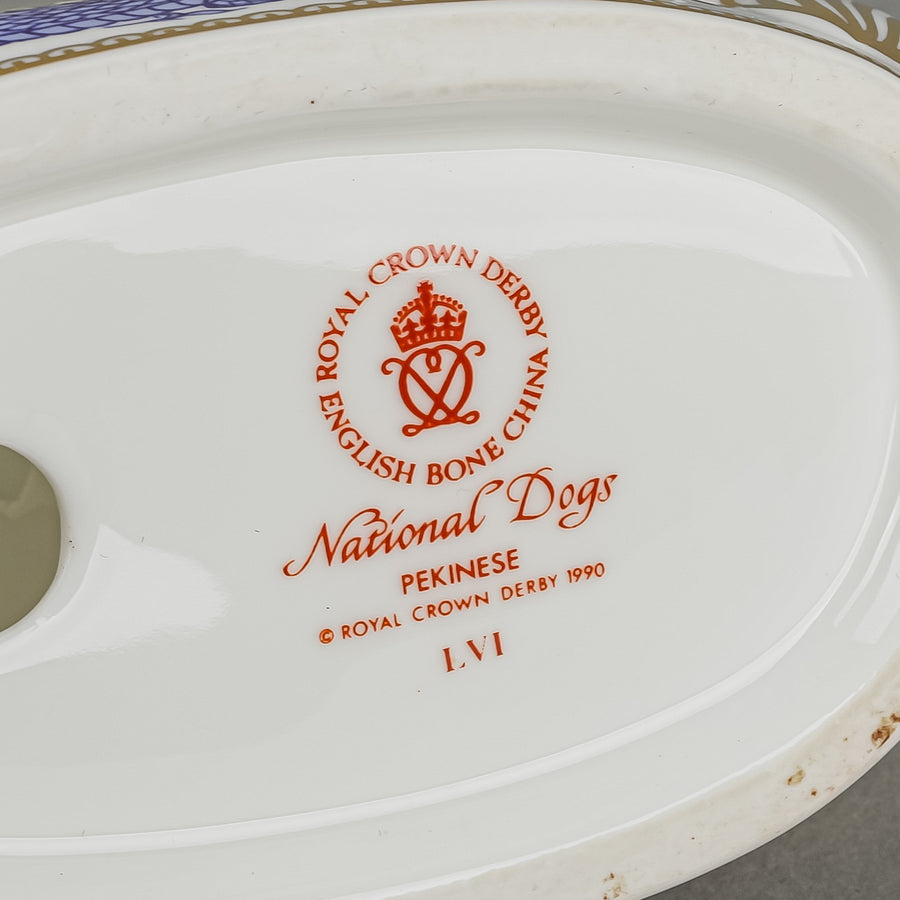 ROYAL CROWN DERBY
ENGLISH BONE CHINA
National Dogs
PEKINESE
© ROYAL CROWN DERBY 1990
LVI